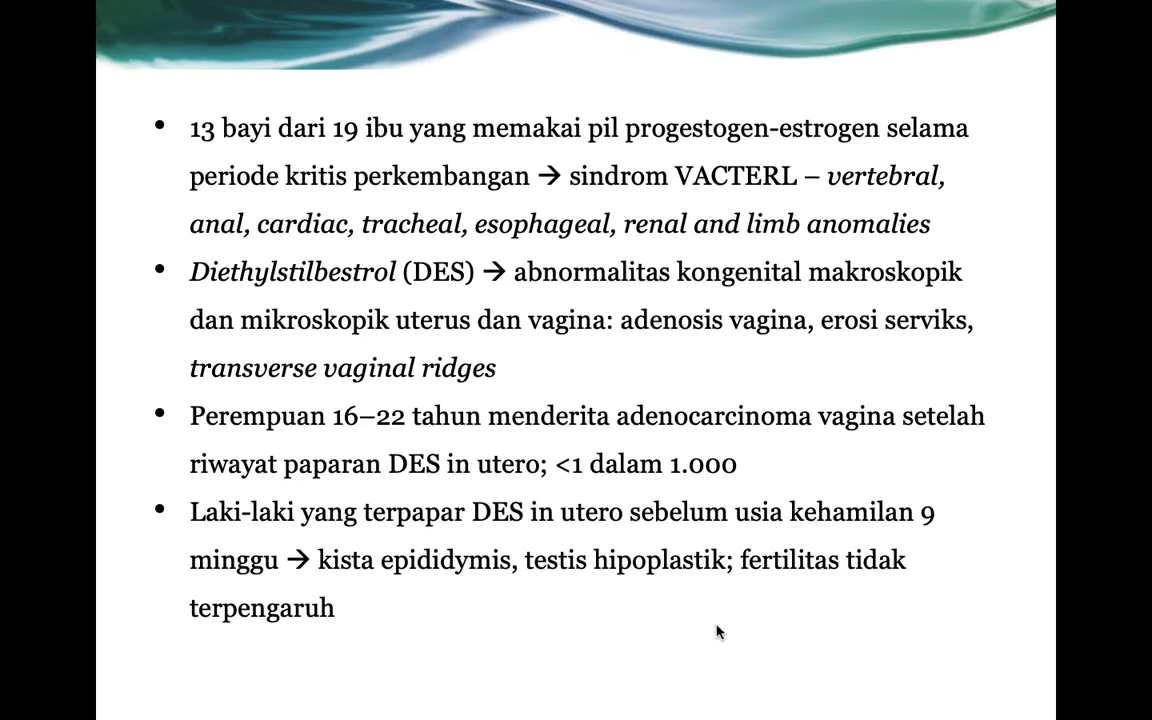 • 13 bayi dari 19 ibu yang memakai pil progestogen-estrogen selama
periode kritis perkembangan → sindrom VACTERL – vertebral,
anal, cardiac, tracheal, esophageal, renal and limb anomalies
• Diethylstilbestrol (DES) → abnormalitas kongenital makroskopik
dan mikroskopik uterus dan vagina: adenosis vagina, erosi serviks,
transverse vaginal ridges
• Perempuan 16–22 tahun menderita adenocarcinoma vagina setelah
riwayat paparan DES in utero; <1 dalam 1.000
• Laki-laki yang terpapar DES in utero sebelum usia kehamilan 9
minggu → kista epididymis, testis hipoplastik; fertilitas tidak
terpengaruh